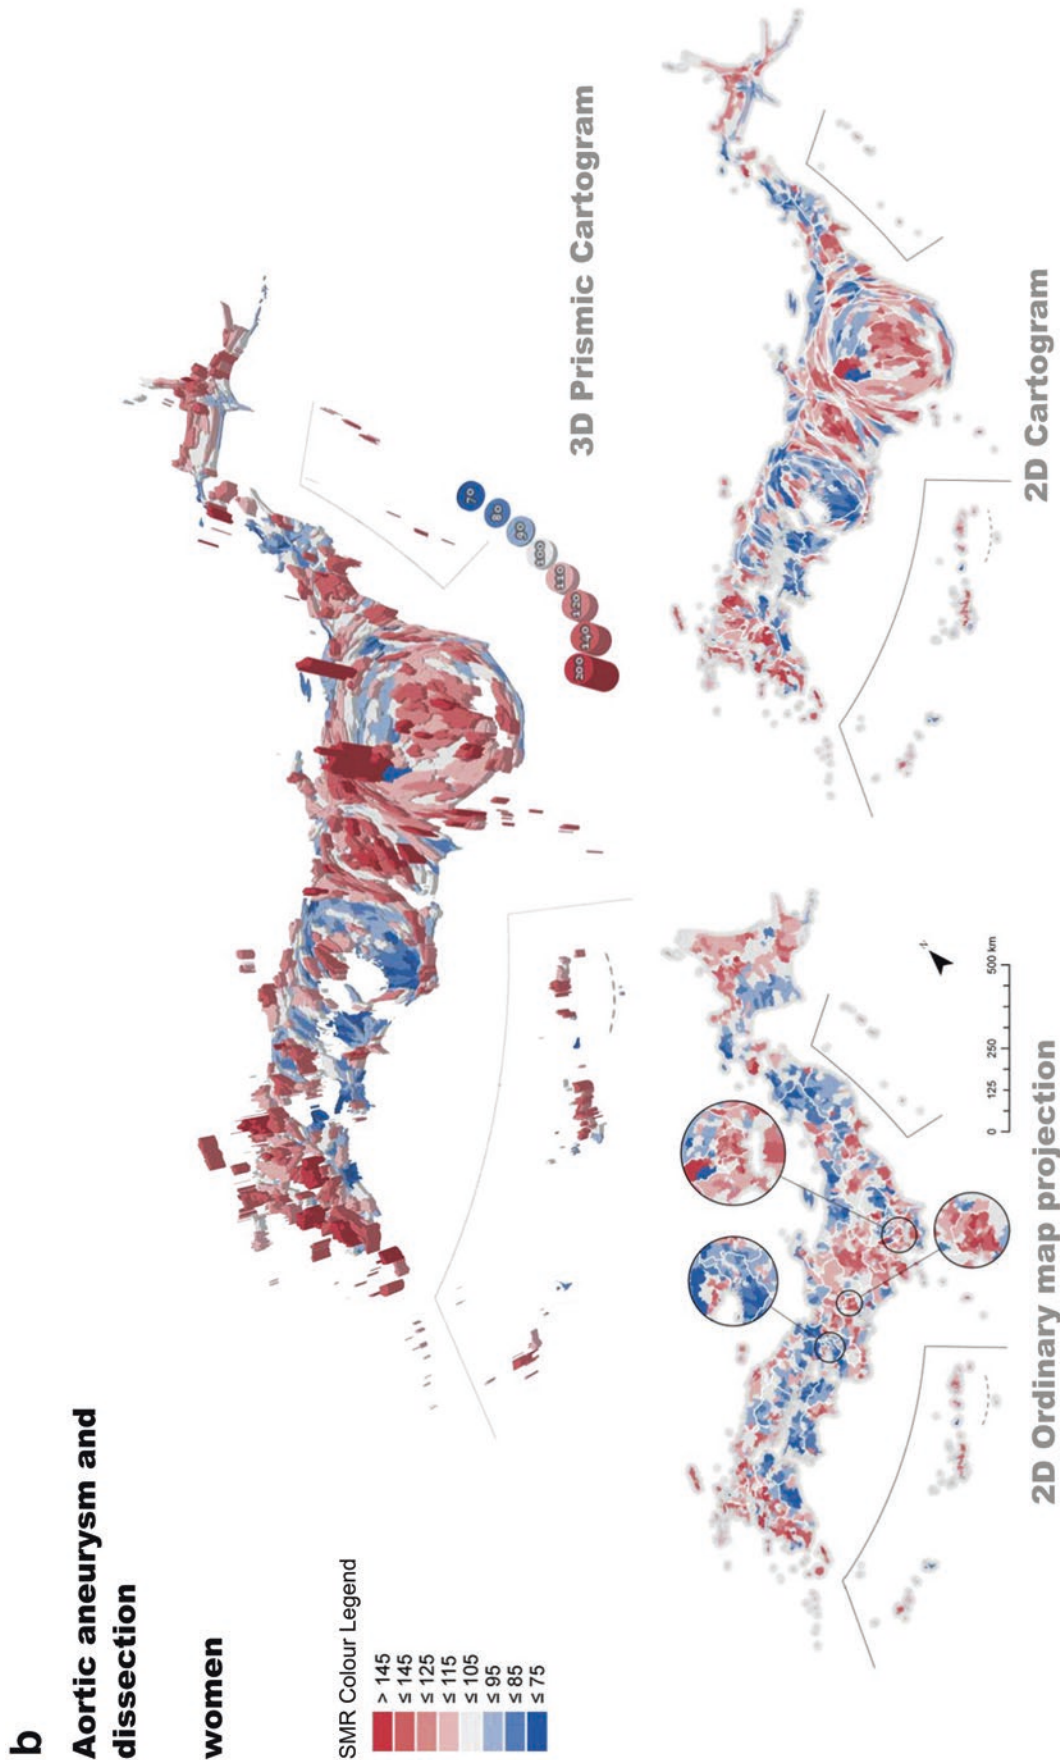 b
Aortic aneurysm and
dissection
women
SMR Colour Legend
> 145
≤ 145
≤ 125
≤ 115
≤ 105
≤ 95
≤ 85
≤ 75
200
140
120
110
100
90
80
70
3D Prismic Cartogram
0 125 250 500 km
N
2D Ordinary map projection
2D Cartogram